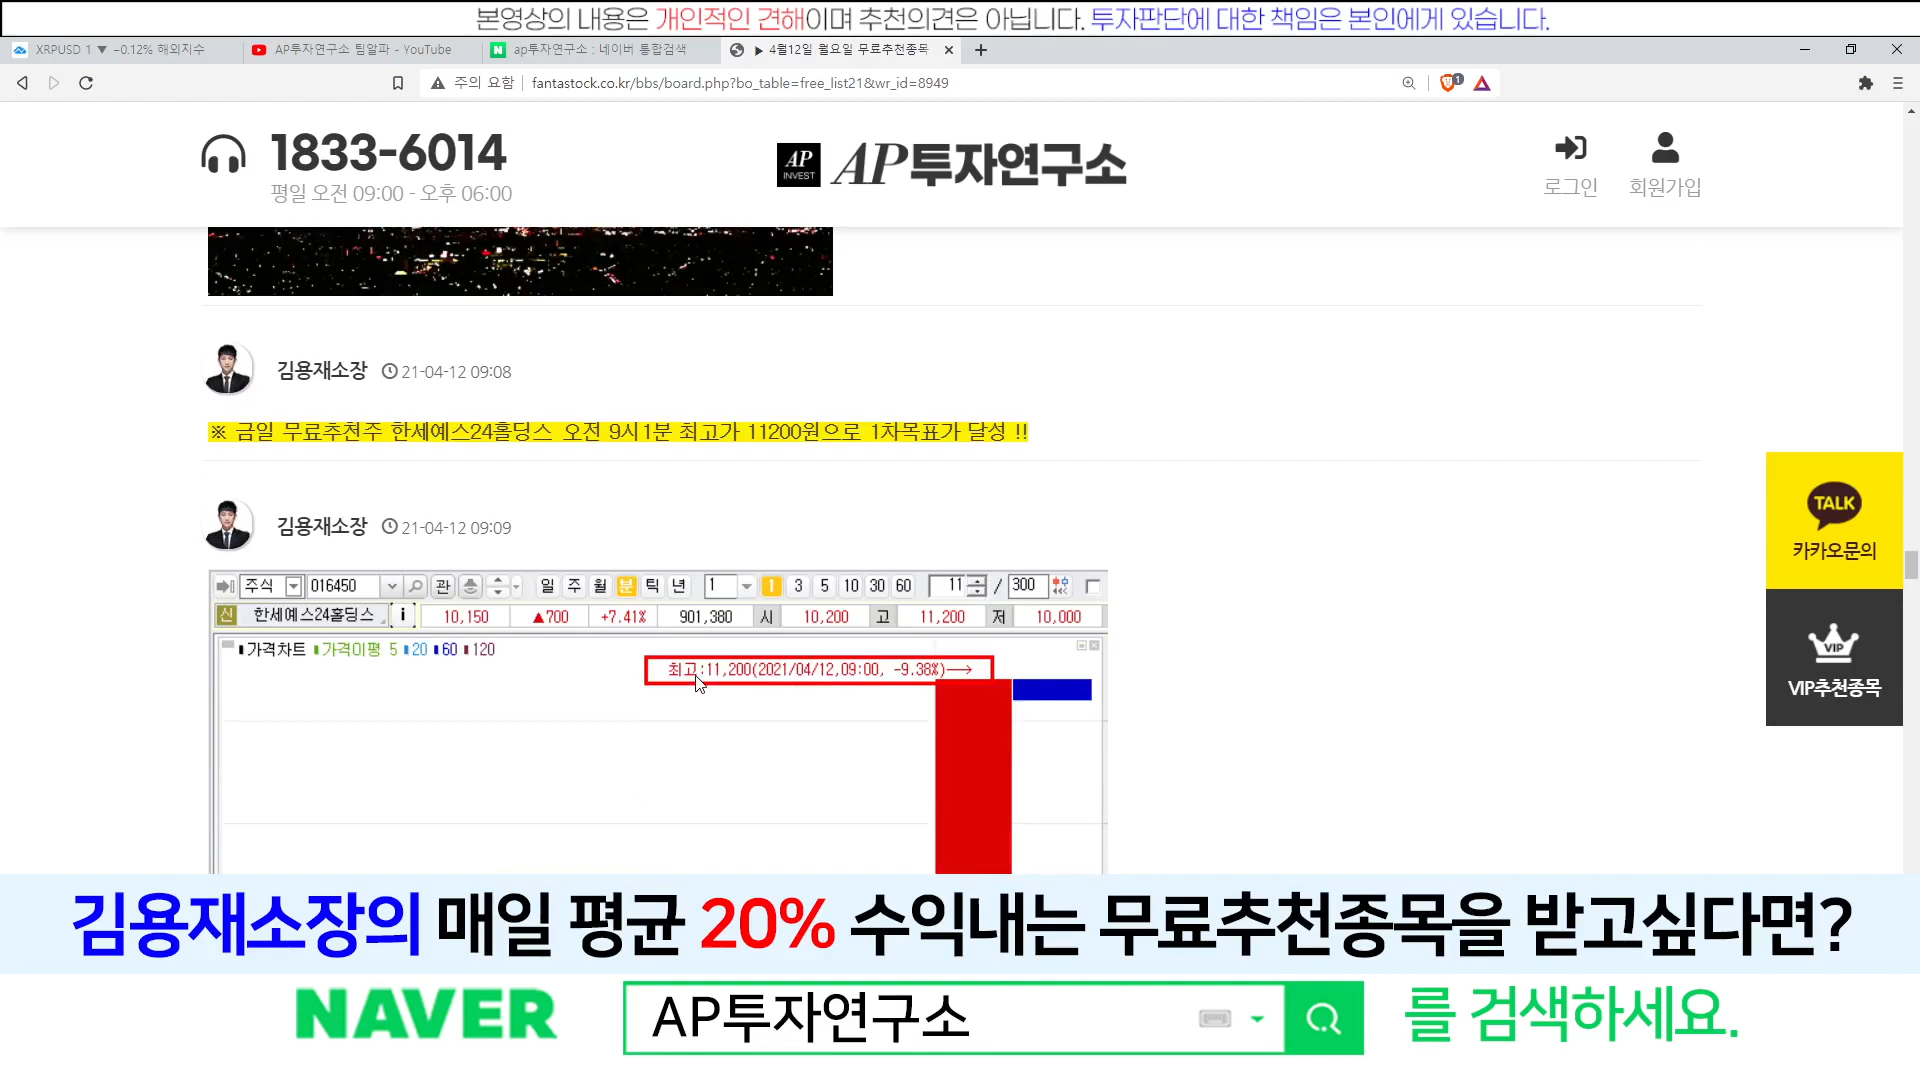 본영상의 내용은 개인적인 견해이며 추천의견은 아닙니다. 투자판단에 대한 책임은 본인에게 있습니다.
XRPUSD 1 ▼ −0.12% 해외지수
AP투자연구소 팀알파 - YouTube
ap투자연구소 : 네이버 통합검색
▶ 4월12일 월요일 무료추천종목
주의 요함
fantastock.co.kr/bbs/board.php?bo_table=free_list21&wr_id=8949
1833-6014
평일 오전 09:00 - 오후 06:00
AP INVEST
AP투자연구소
로그인
회원가입
김용재소장 21-04-12 09:08
※ 금일 무료추천주 한세예스24홀딩스 오전 9시1분 최고가 11200원으로 1차목표가 달성 !!
김용재소장 21-04-12 09:09
주식 016450 관 일 주 월 분 틱 년 1 1 3 5 10 30 60 11 / 300
신 한세예스24홀딩스 i 10,150 ▲700 +7.41% 901,380 시 10,200 고 11,200 저 10,000
가격차트 가격이평 5 20 60 120
최고:11,200(2021/04/12,09:00, -9.38%)→
TALK
카카오문의
VIP
VIP추천종목
김용재소장의 매일 평균 20% 수익내는 무료추천종목을 받고싶다면?
NAVER AP투자연구소 를 검색하세요.